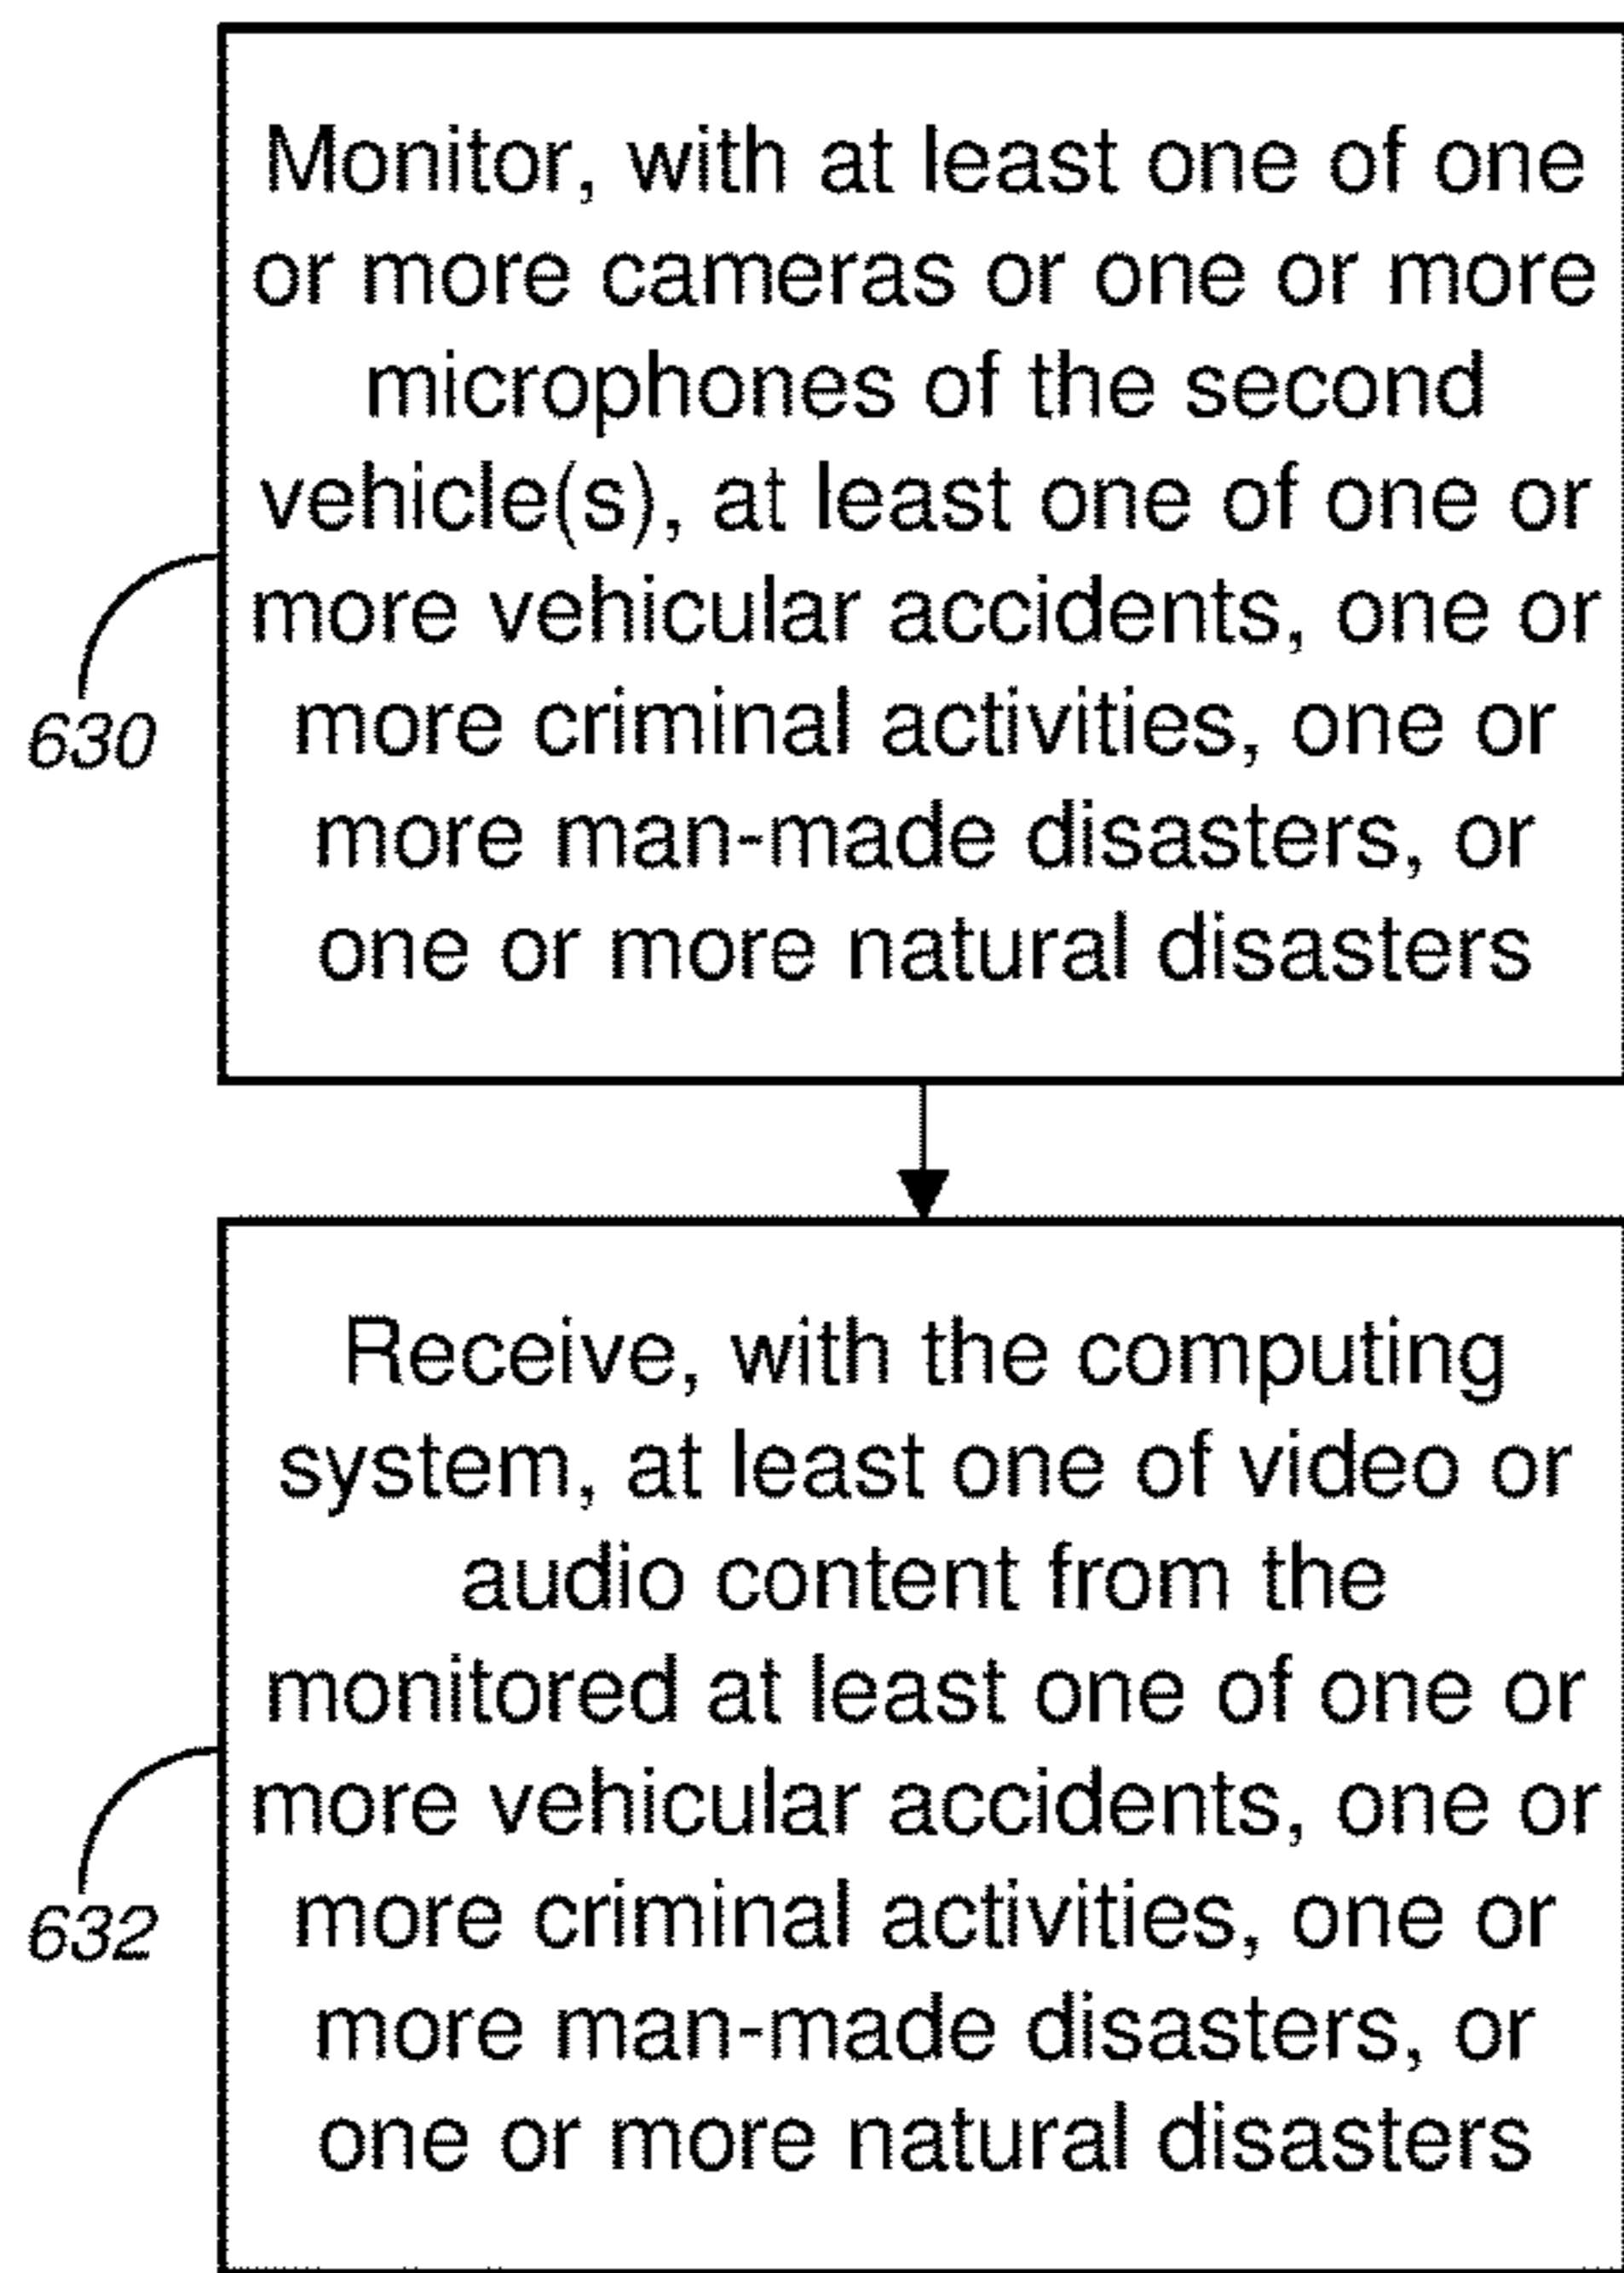 Monitor, with at least one of one
or more cameras or one or more
microphones of the second
vehicle(s), at least one of one or
more vehicular accidents, one or
more criminal activities, one or
more man-made disasters, or
one or more natural disasters
630
Receive, with the computing
system, at least one of video or
audio content from the
monitored at least one of one or
more vehicular accidents, one or
more criminal activities, one or
more man-made disasters, or
one or more natural disasters
632